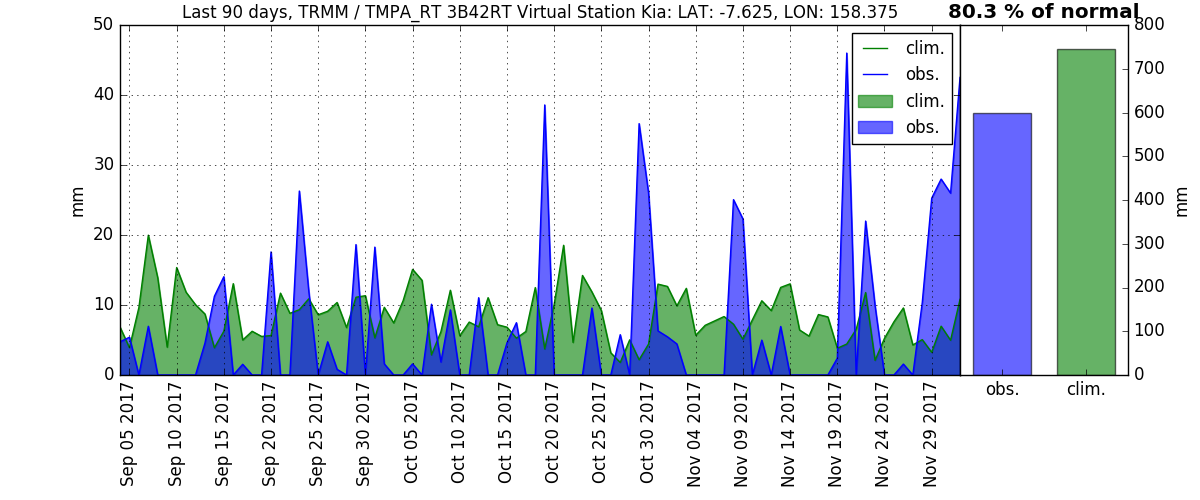 Last 90 days, TRMM / TMPA_RT 3B42RT Virtual Station Kia: LAT: -7.625, LON: 158.375
80.3 % of normal
50
40
30
20
10
0
mm
clim.
obs.
clim.
obs.
800
700
600
500
400
300
200
100
0
mm
Sep 05 2017
Sep 10 2017
Sep 15 2017
Sep 20 2017
Sep 25 2017
Sep 30 2017
Oct 05 2017
Oct 10 2017
Oct 15 2017
Oct 20 2017
Oct 25 2017
Oct 30 2017
Nov 04 2017
Nov 09 2017
Nov 14 2017
Nov 19 2017
Nov 24 2017
Nov 29 2017
obs.
clim.